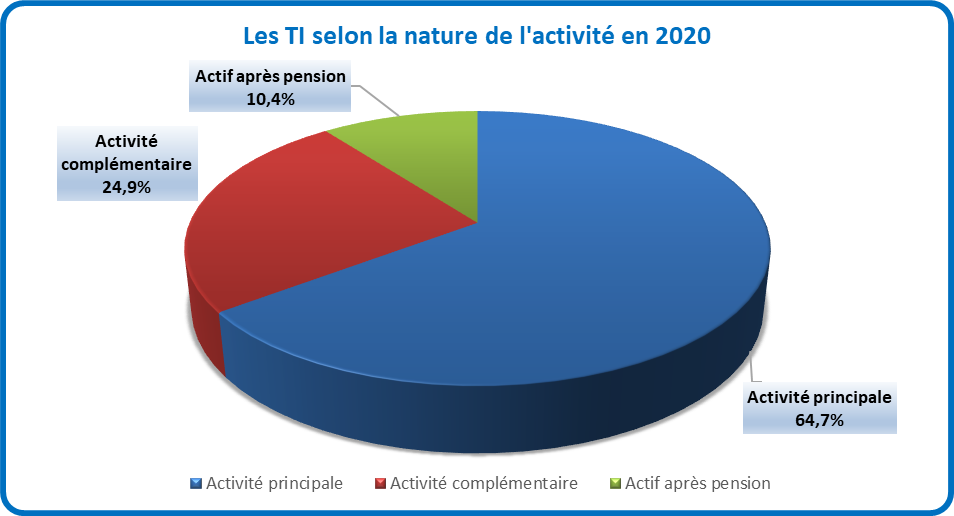 Les TI selon la nature de l'activité en 2020
Actif après pension
10,4%
Activité
complémentaire
24,9%
Activité principale
64,7%
Activité principale
Activité complémentaire
Actif après pension